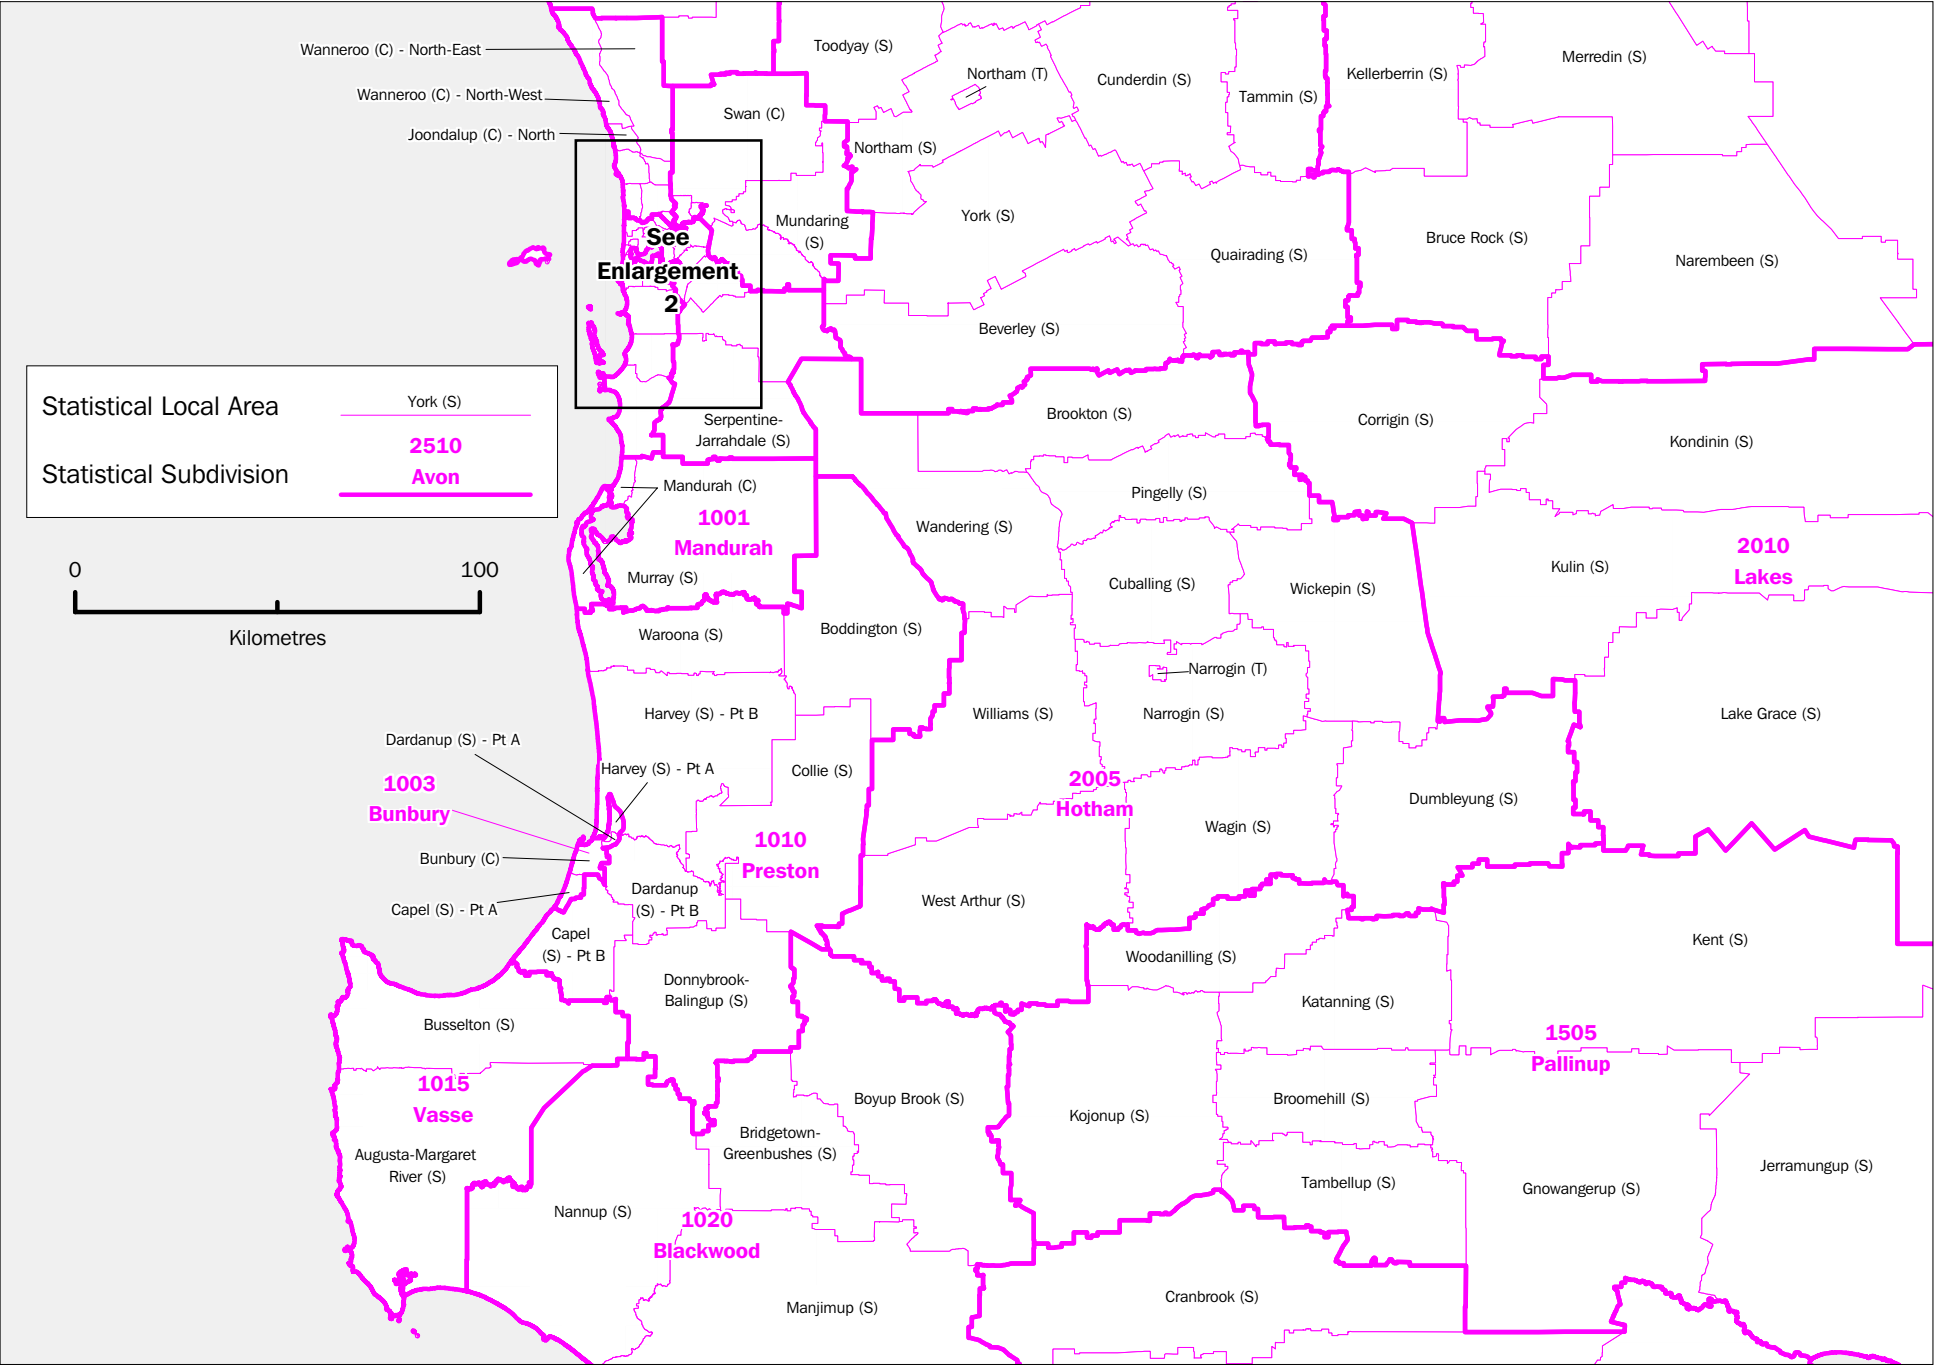 Wanneroo (C) - North-East
Toodyay (S)
Northam (T)
Cunderdin (S)
Kellerberrin (S)
Merredin (S)
Wanneroo (C) - North-West
Tammin (S)
Swan (C)
Joondalup (C) - North
Northam (S)
York (S)
Mundaring
(S)
See
Enlargement
2
Quairading (S)
Bruce Rock (S)
Narembeen (S)
Beverley (S)
Statistical Local Area
York (S)
2510
Statistical Subdivision
Avon
Serpentine-
Jarrahdale (S)
Brookton (S)
Corrigin (S)
Kondinin (S)
Mandurah (C)
1001
Mandurah
Murray (S)
Pingelly (S)
Wandering (S)
2010
Lakes
0
100
Kilometres
Kulin (S)
Cuballing (S)
Wickepin (S)
Waroona (S)
Boddington (S)
Narrogin (T)
Harvey (S) - Pt B
Williams (S)
Narrogin (S)
Lake Grace (S)
Dardanup (S) - Pt A
Harvey (S) - Pt A
Collie (S)
1003
Bunbury
2005
Hotham
Dumbleyung (S)
Wagin (S)
1010
Preston
Bunbury (C)
Dardanup
(S) - Pt B
Capel (S) - Pt A
West Arthur (S)
Capel
(S) - Pt B
Woodanilling (S)
Kent (S)
Donnybrook-
Balingup (S)
Katanning (S)
Busselton (S)
1505
Pallinup
1015
Vasse
Boyup Brook (S)
Kojonup (S)
Broomehill (S)
Bridgetown-
Greenbushes (S)
Augusta-Margaret
River (S)
Jerramungup (S)
Tambellup (S)
Gnowangerup (S)
Nannup (S)
1020
Blackwood
Manjimup (S)
Cranbrook (S)